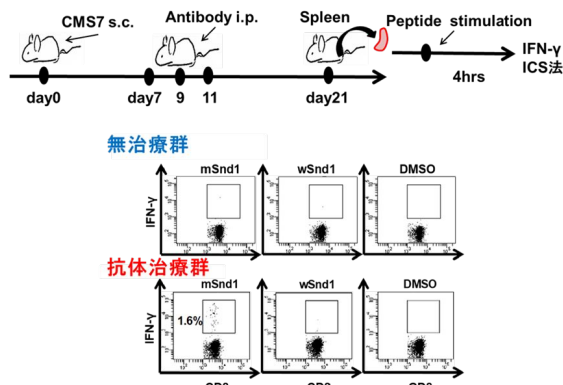 CMS7 s.c.
Antibody i.p.
Spleen
Peptide stimulation
IFN-γ
ICS法
4hrs
day0
day7
9
11
day21
無治療群
mSnd1
wSnd1
DMSO
IFN-γ
抗体治療群
mSnd1
wSnd1
DMSO
IFN-γ
1.6%